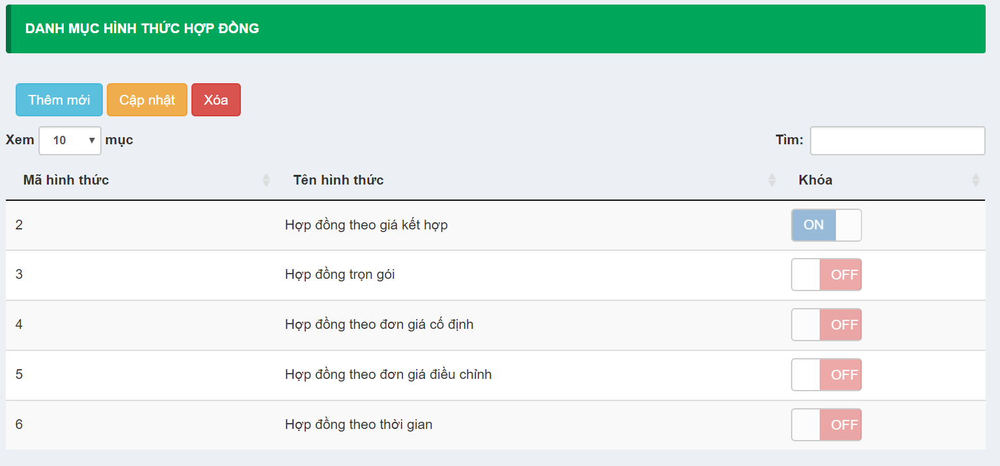 DANH MỤC HÌNH THỨC HỢP ĐỒNG
Thêm mới Cập nhật Xóa
Xem 10 mục Tìm:
Mã hình thức Tên hình thức Khóa
2 Hợp đồng theo giá kết hợp ON
3 Hợp đồng trọn gói OFF
4 Hợp đồng theo đơn giá cố định OFF
5 Hợp đồng theo đơn giá điều chỉnh OFF
6 Hợp đồng theo thời gian OFF